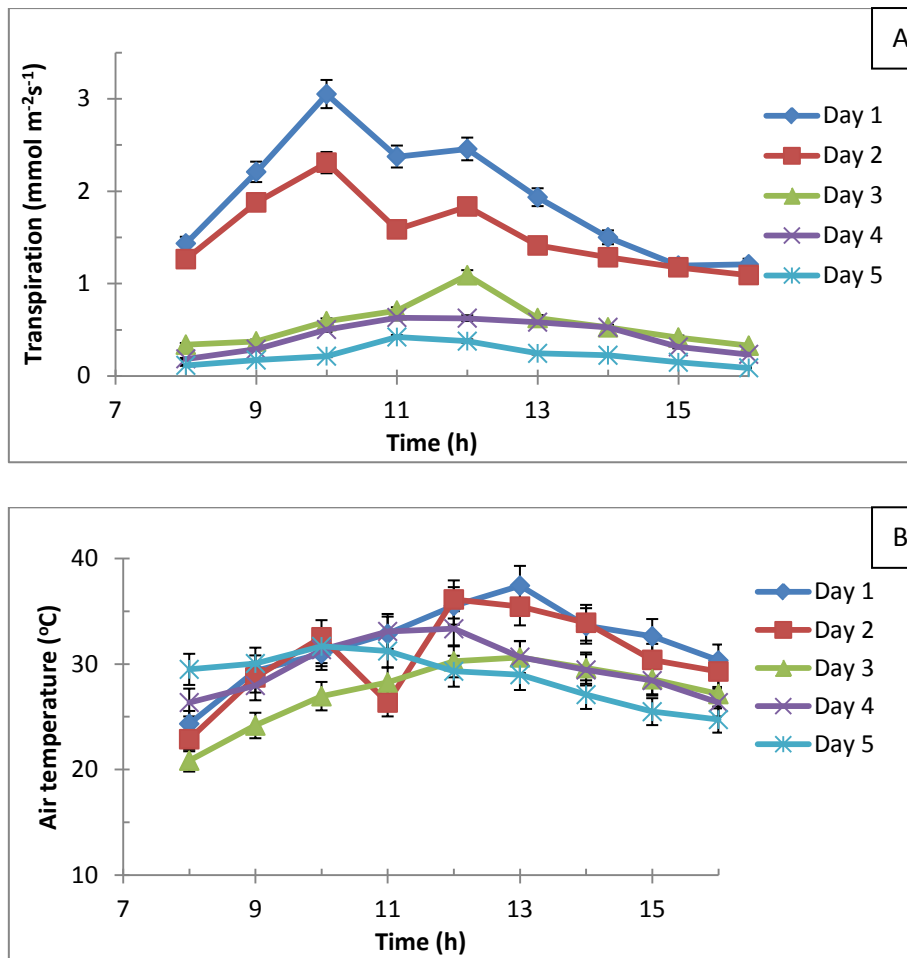 A
Transpiration (mmol m⁻²s⁻¹)
3
2
1
0
7 9 11 13 15
Time (h)
Day 1
Day 2
Day 3
Day 4
Day 5
B
Air temperature (⁰C)
40
30
20
10
7 9 11 13 15
Time (h)
Day 1
Day 2
Day 3
Day 4
Day 5